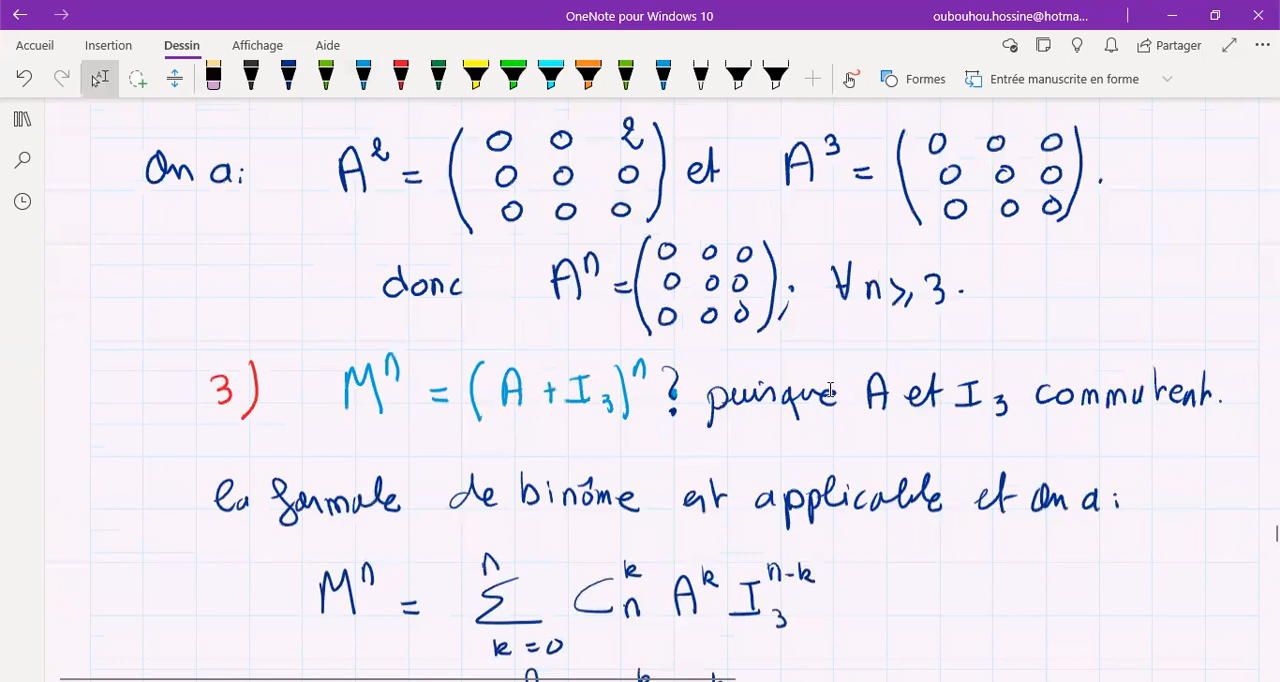 OneNote pour Windows 10
oubouhou.hossine@hotma...
Accueil Insertion Dessin Affichage Aide
Partager
Formes
Entrée manuscrite en forme
On a: A² = (0 0 2 ; 0 0 0 ; 0 0 0) et A³ = (0 0 0 ; 0 0 0 ; 0 0 0).
donc Aⁿ = (0 0 0 ; 0 0 0 ; 0 0 0); ∀ n ⩾ 3.
3) Mⁿ = (A + I₃)ⁿ ? puisque A et I₃ commutent.
la formule de binôme est applicable et On a:
Mⁿ = Σ_{k=0}^{n} C_n^k A^k I_3^{n-k}